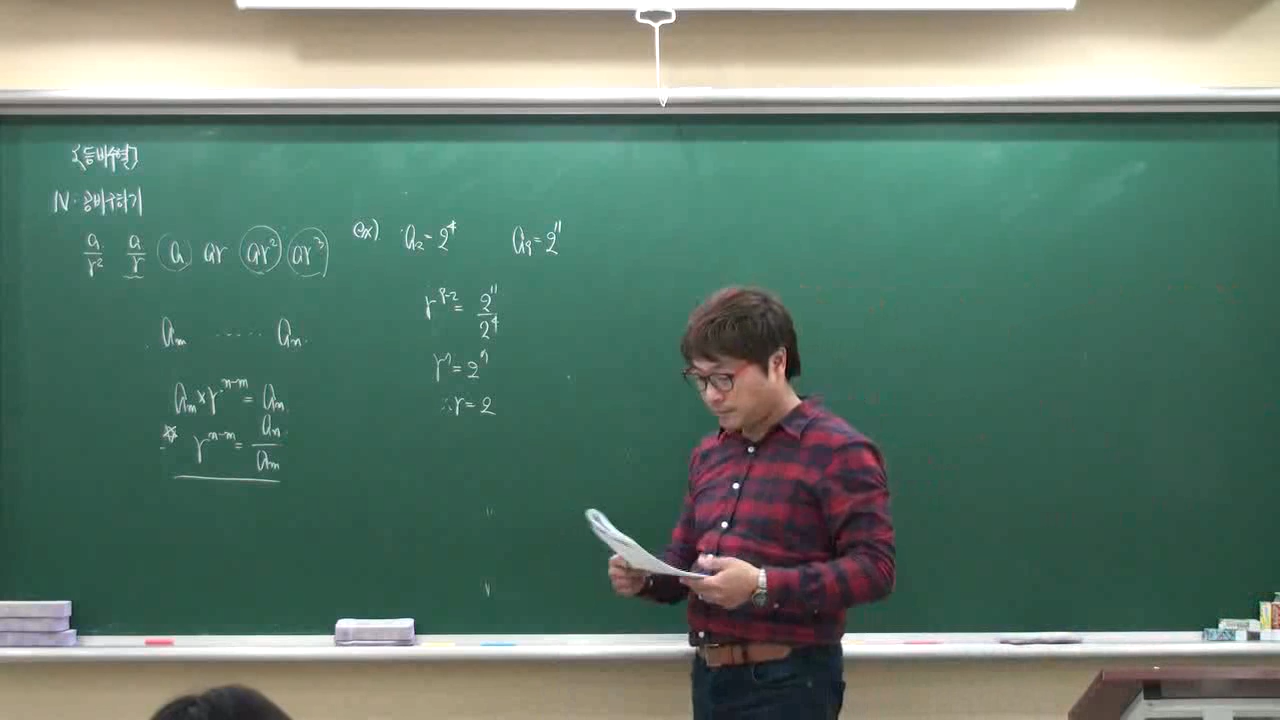 {등비수열}
Ⅳ. 공비구하기
a/r² a/r a ar ar² ar³
aₘ ····· aₙ
aₘ × rⁿ⁻ᵐ = aₙ
☆ rⁿ⁻ᵐ = aₙ/aₘ
ex) a₂ = 2⁴ a₉ = 2¹¹
r⁹⁻² = 2¹¹/2⁴
r⁷ = 2⁷
∴ r = 2